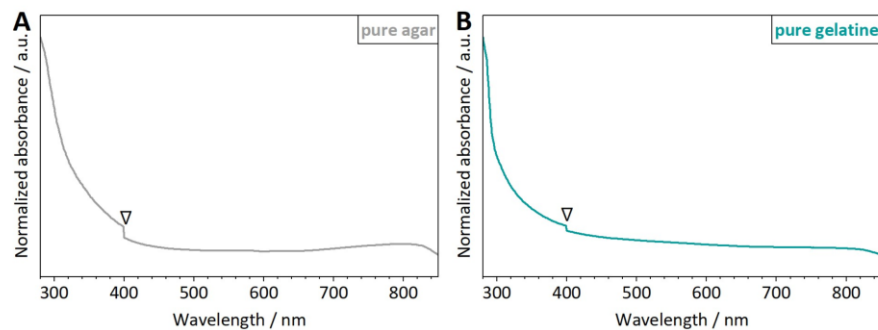 A
pure agar
Normalized absorbance / a.u.
300 400 500 600 700 800
Wavelength / nm
B
pure gelatine
Normalized absorbance / a.u.
300 400 500 600 700 800
Wavelength / nm